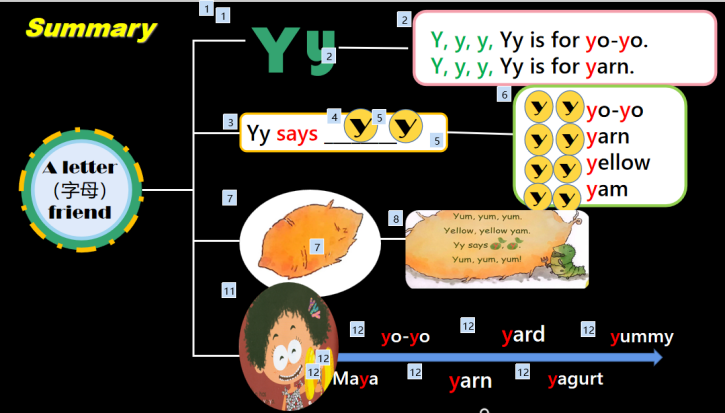 Summary
1
1
Yy
2
2
Y, y, y, Yy is for yo-yo.
Y, y, y, Yy is for yarn.
3
Yy says ________
4
y
5
y
5
6
y y yo-yo
y y yarn
y y yellow
y y yam
A letter
（字母）
friend
7
7
8
Yum, yum, yum.
Yellow, yellow yam.
Yy says
Yum, yum, yum!
11
12
yo-yo
12
yard
12
yummy
12
12
Maya
12
yarn
12
yagurt